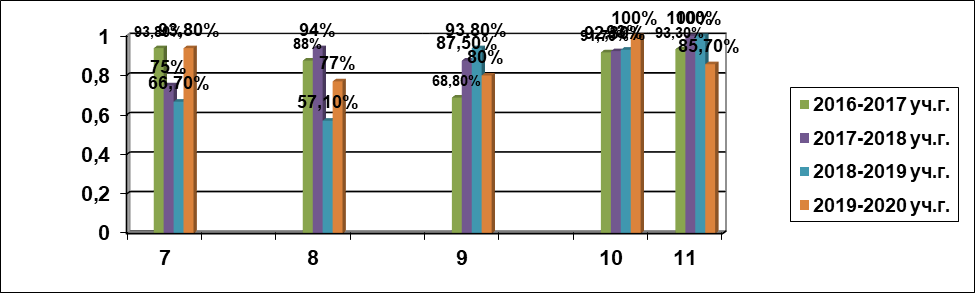 100% 100%
93,80% 93,80% 94% 93,80% 93,30%
88% 87,50% 85,70%
75% 77% 80%
66,70% 57,10% 68,80%
1
0,8
0,6
0,4
0,2
0
7 8 9 10 11
2016-2017 уч.г.
2017-2018 уч.г.
2018-2019 уч.г.
2019-2020 уч.г.